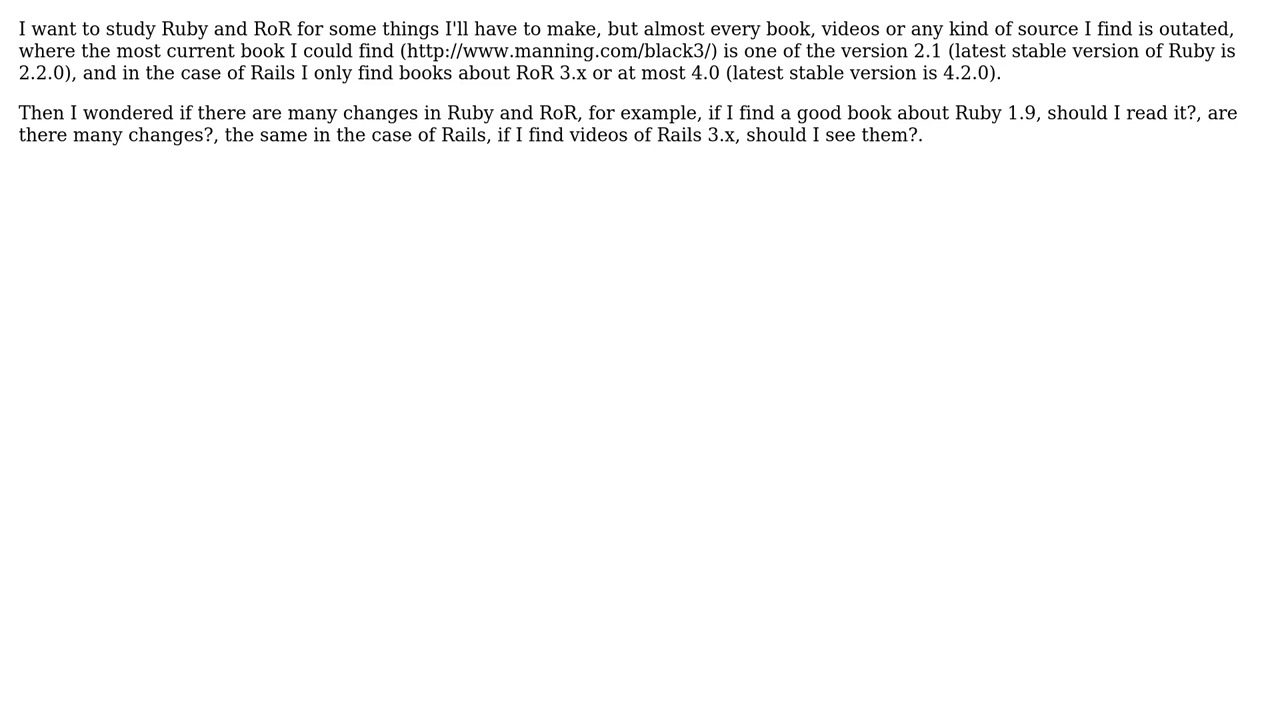 I want to study Ruby and RoR for some things I'll have to make, but almost every book, videos or any kind of source I find is outated,
where the most current book I could find (http://www.manning.com/black3/) is one of the version 2.1 (latest stable version of Ruby is
2.2.0), and in the case of Rails I only find books about RoR 3.x or at most 4.0 (latest stable version is 4.2.0).
Then I wondered if there are many changes in Ruby and RoR, for example, if I find a good book about Ruby 1.9, should I read it?, are
there many changes?, the same in the case of Rails, if I find videos of Rails 3.x, should I see them?.